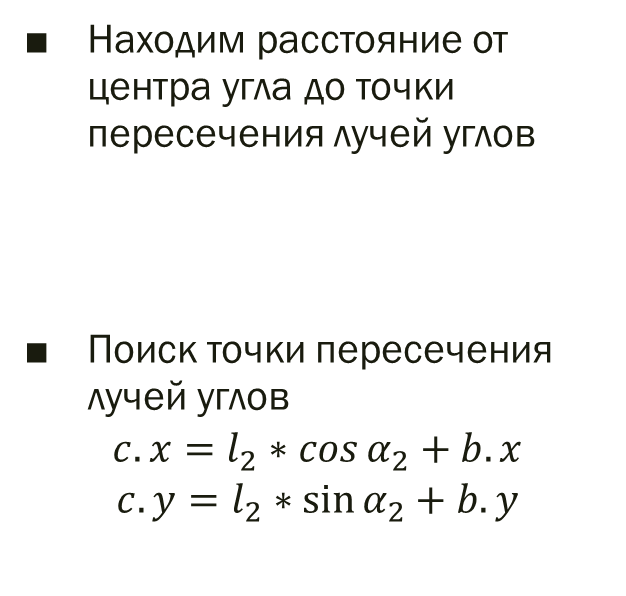 ▪ Находим расстояние от
центра угла до точки
пересечения лучей углов
▪ Поиск точки пересечения
лучей углов
c.x = l₂ * cos α₂ + b.x
c.y = l₂ * sin α₂ + b.y